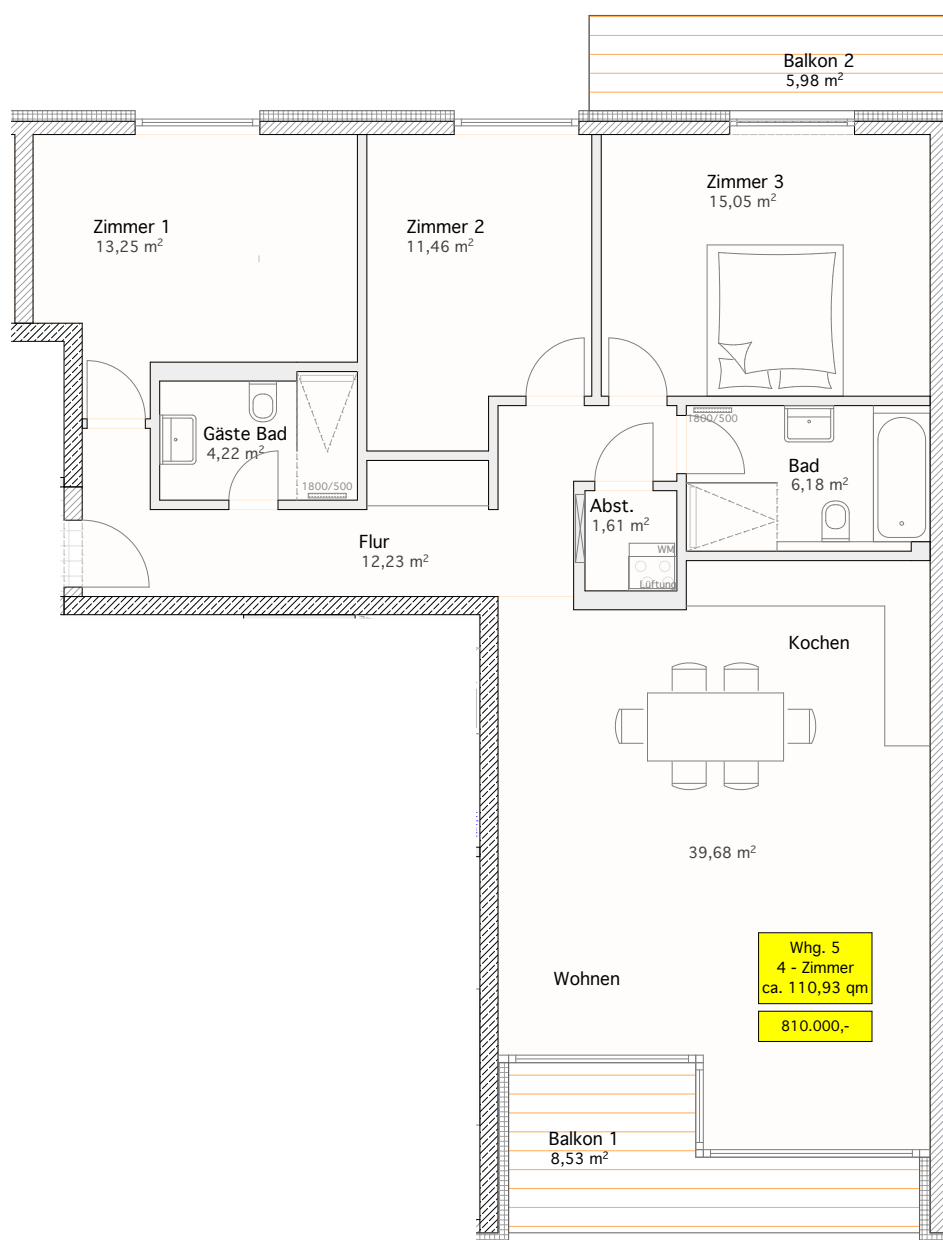 Balkon 2
5,98 m²
Zimmer 3
15,05 m²
Zimmer 1
13,25 m²
Zimmer 2
11,46 m²
1800/500
Gäste Bad
4,22 m²
Bad
6,18 m²
1800/500
Abst.
1,61 m²
Flur
12,23 m²
WM
Lüftung
Kochen
39,68 m²
Whg. 5
4 - Zimmer
ca. 110,93 qm
Wohnen
810.000,-
Balkon 1
8,53 m²